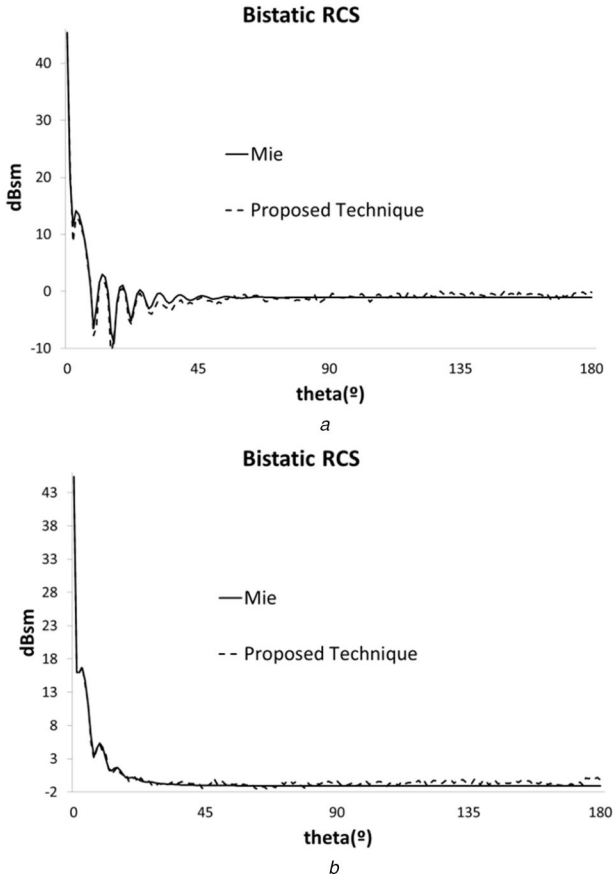 Bistatic RCS
40
30
20
10
0
-10
dBsm
Mie
Proposed Technique
0 45 90 135 180
theta(º)
a
Bistatic RCS
43
38
33
28
23
18
13
8
3
-2
dBsm
Mie
Proposed Technique
0 45 90 135 180
theta(º)
b